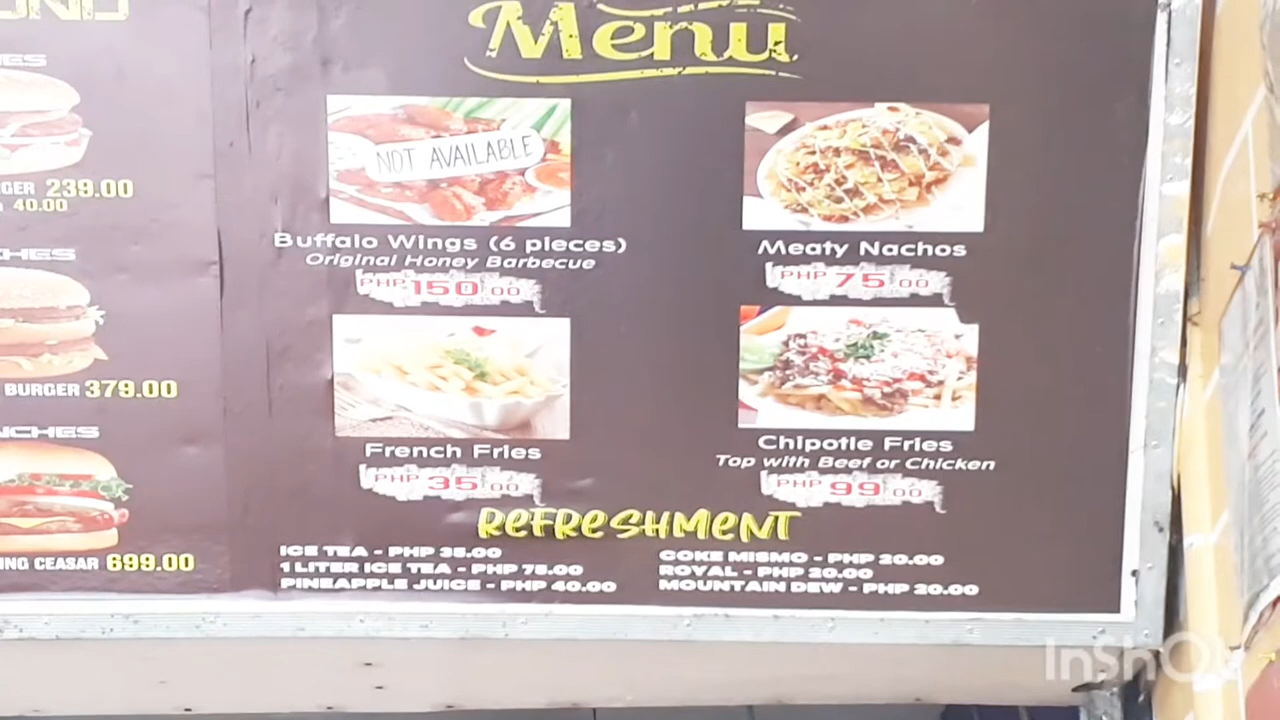 239.00
40.00
BURGER 379.00
CEASAR 699.00
Menu
NOT AVAILABLE
Buffalo Wings (6 pieces)
Original Honey Barbecue
PHP 150.00
Meaty Nachos
PHP 75.00
French Fries
PHP 35.00
Chipotle Fries
Top with Beef or Chicken
PHP 99.00
REFRESHMENT
ICE TEA - PHP 35.00
1 LITER ICE TEA - PHP 75.00
PINEAPPLE JUICE - PHP 40.00
COKE MISMO - PHP 20.00
ROYAL - PHP 20.00
MOUNTAIN DEW - PHP 20.00
InShOt